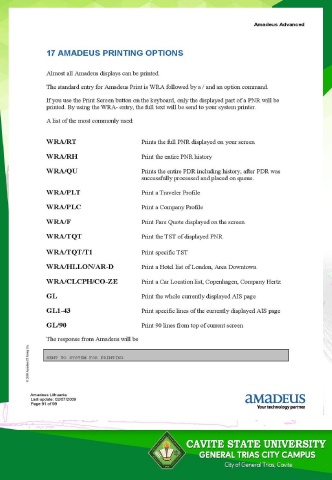 Amadeus Advanced
17 AMADEUS PRINTING OPTIONS
Almost all Amadeus displays can be printed.
The standard entry for Amadeus Print is WRA followed by a / and an option command.
If you use the Print Screen button on the keyboard, only the displayed part of a PNR will be
printed. By using the WRA- entry, the full text will be send to your system printer.
A list of the most commonly used:
WRA/RT Prints the full PNR displayed on your screen
WRA/RH Print the entire PNR history
WRA/QU Prints the entire PDR including history, after PDR was
successfully processed and placed on queue.
WRA/PLT Print a Traveler Profile
WRA/PLC Print a Company Profile
WRA/F Print Fare Quote displayed on the screen
WRA/TQT Print the TST of displayed PNR
WRA/TQT/T1 Print specific TST
WRA/HLLON/AR-D Print a Hotel list of London, Area Downtown
WRA/CLCPH/CO-ZE Print a Car Location list, Copenhagen, Company Hertz
GL Print the whole currently displayed AIS page
GL1-43 Print specific lines of the currently displayed AIS page
GL/90 Print 90 lines from top of current screen
The response from Amadeus will be
SENT TO SYSTEM FOR PRINTING
Amadeus Lithuania
Last update: 02/07/2009
amadeus
Your technology partner
CAVITE STATE UNIVERSITY
GENERAL TRIAS CITY CAMPUS
City of General Trias, Cavite